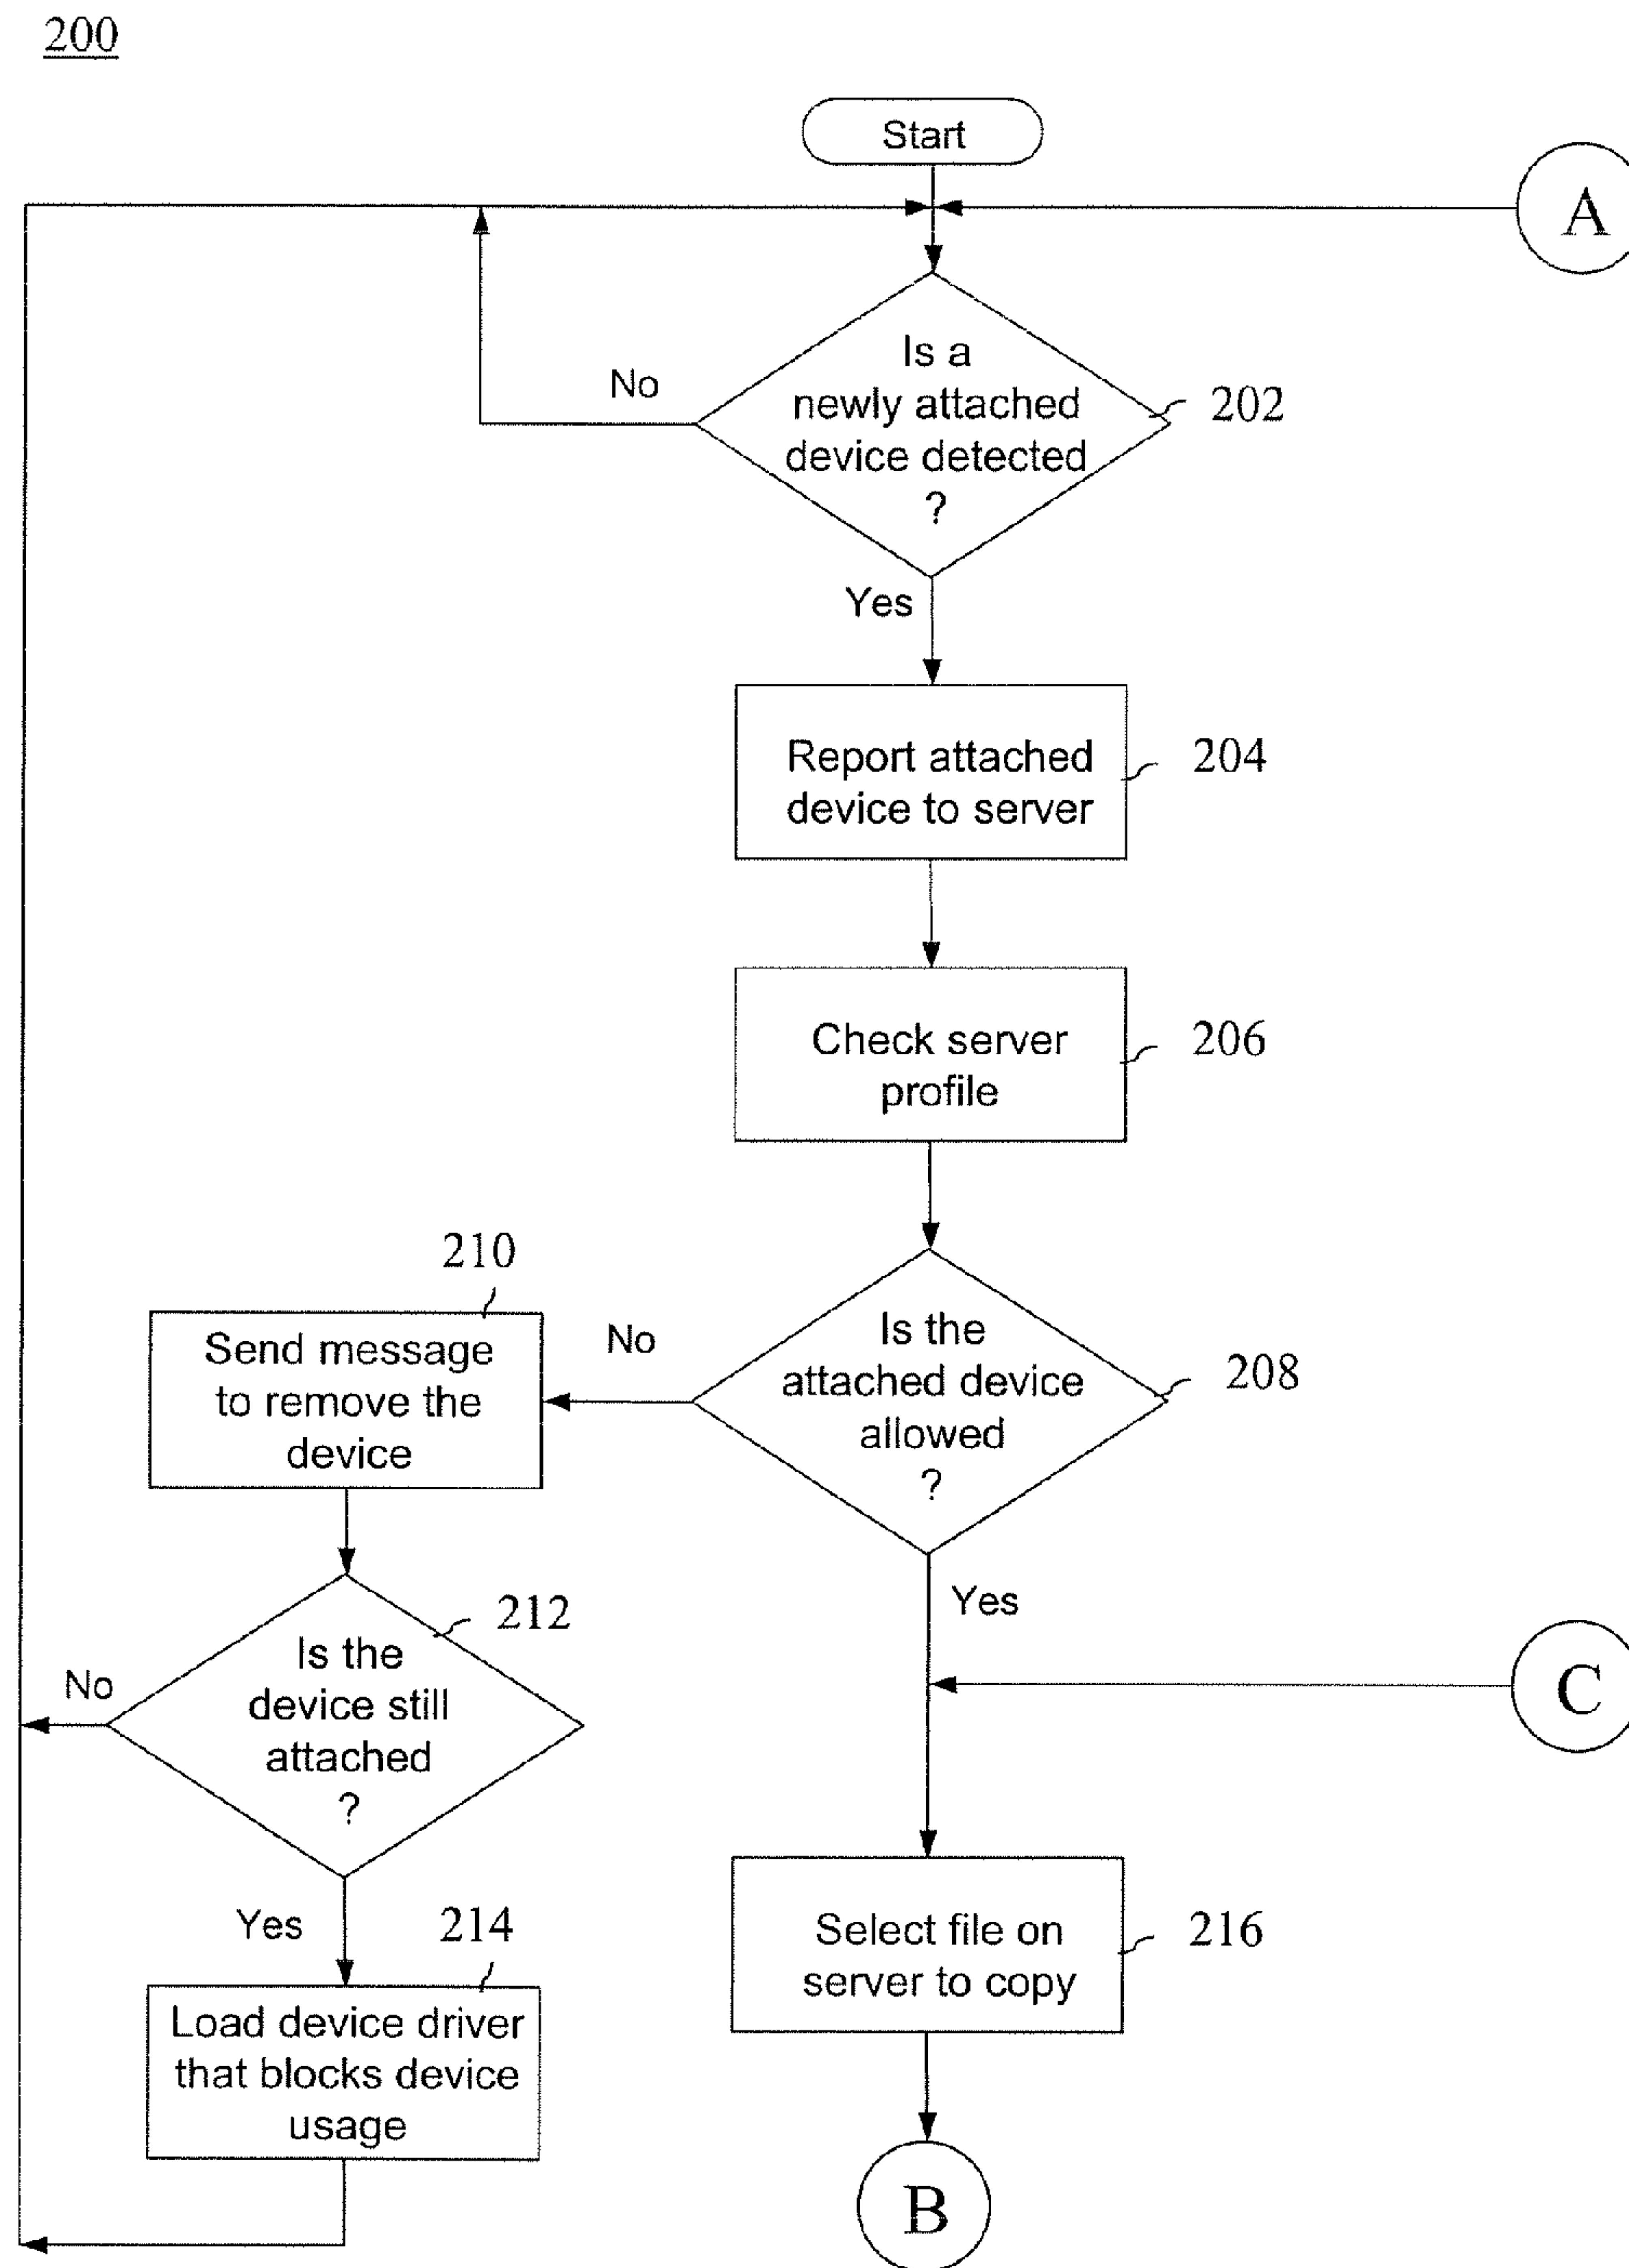 200
Start
A
Is a
newly attached
device detected
?
202
No
Yes
Report attached
device to server
204
Check server
profile
206
Is the
attached device
allowed
?
208
No
210
Send message
to remove the
device
Yes
212
Is the
device still
attached
?
No
C
Yes
214
Load device driver
that blocks device
usage
Select file on
server to copy
216
B